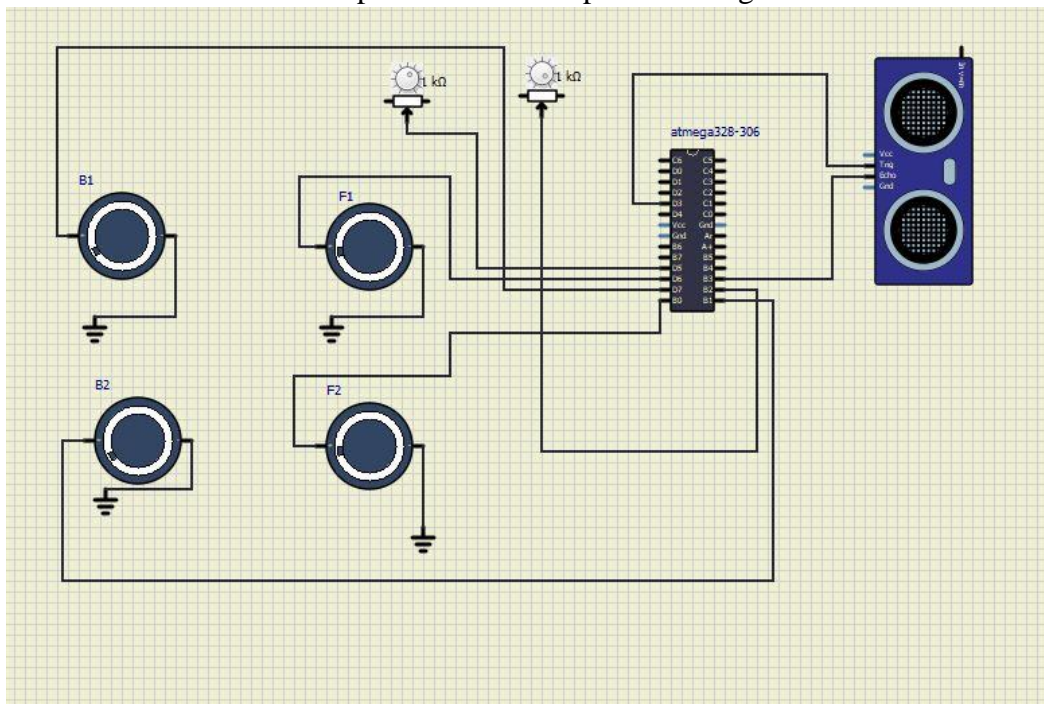 1 kΩ
1 kΩ
atmega328-306
C6 C5
D0 C4
D1 C3
D2 C2
D3 C1
D4 C0
Vcc Gnd
Gnd Ar
B6 A+
B7 B5
D5 B4
D6 B3
D7 B2
B0 B1
In v=m
Vcc
Trig
Echo
Gnd
B1
F1
B2
F2